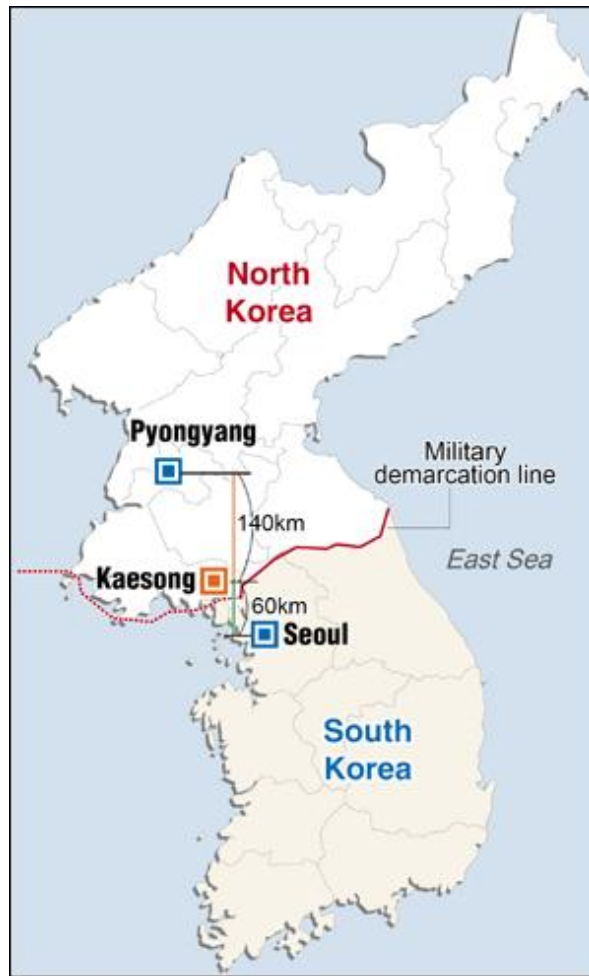 North
Korea
Pyongyang
Military
demarcation line
140km
East Sea
Kaesong
60km
Seoul
South
Korea